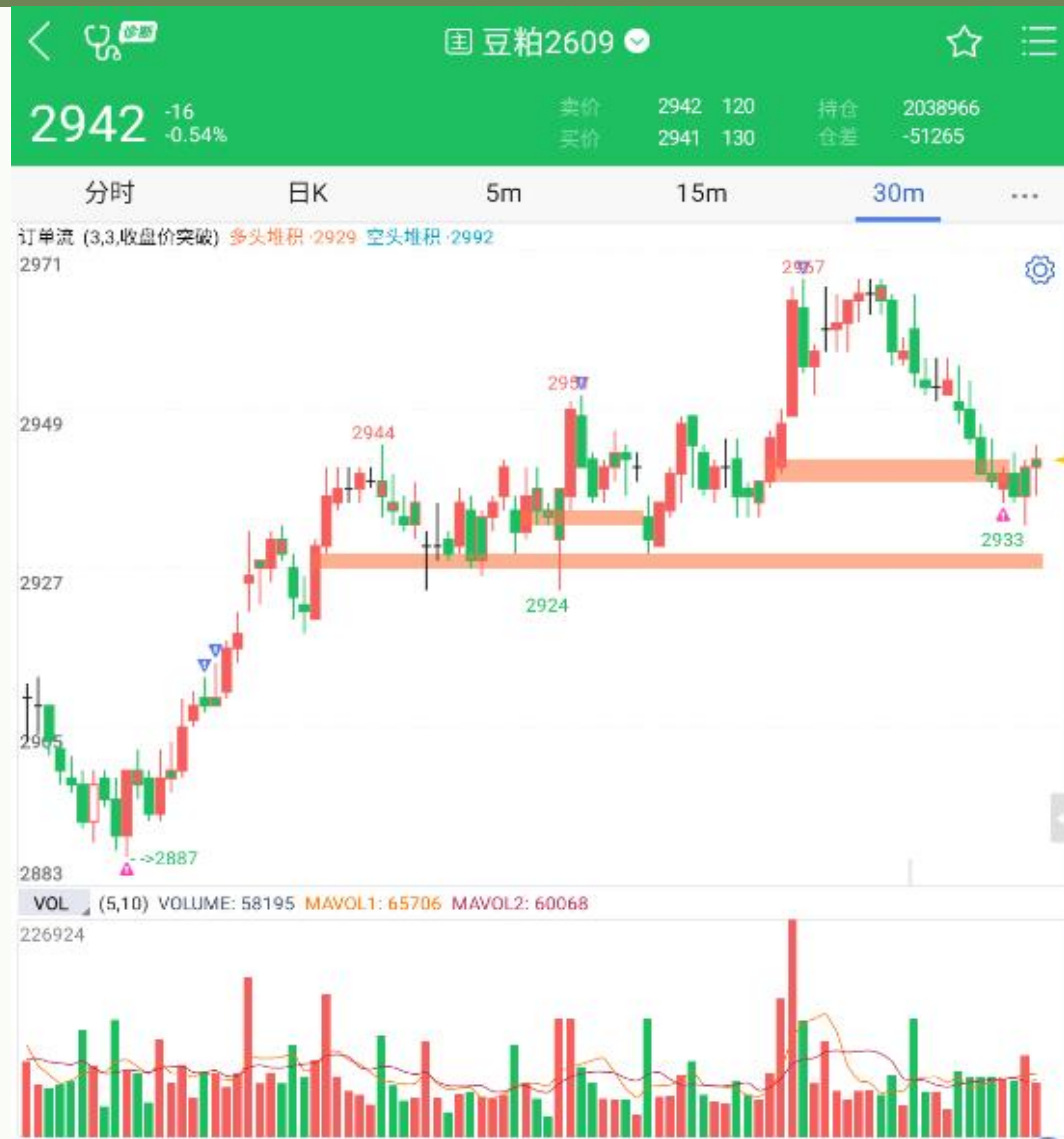 诊断
主 豆粕2609
2942 -16 -0.54%
卖价 2942 120 持仓 2038966
买价 2941 130 仓差 -51265
分时 日K 5m 15m 30m ...
订单流 (3,3,收盘价突破) 多头堆积 ·2929 空头堆积 ·2992
2971
2967
2957
2949
2944
2933
2927
2924
2905
-->2887
2883
VOL (5,10) VOLUME: 58195 MAVOL1: 65706 MAVOL2: 60068
226924